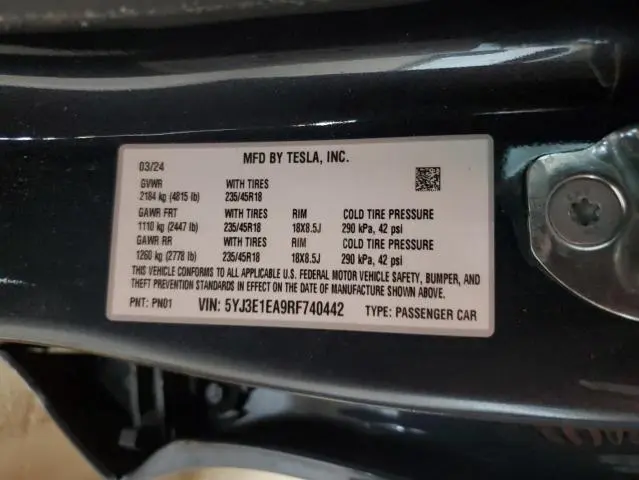 MFD BY TESLA, INC.
03/24
GVWR WITH TIRES
2184 kg (4815 lb) 235/45R18
GAWR FRT WITH TIRES RIM COLD TIRE PRESSURE
1110 kg (2447 lb) 235/45R18 18X8.5J 290 kPa, 42 psi
GAWR RR WITH TIRES RIM COLD TIRE PRESSURE
1260 kg (2778 lb) 235/45R18 18X8.5J 290 kPa, 42 psi
THIS VEHICLE CONFORMS TO ALL APPLICABLE U.S. FEDERAL MOTOR VEHICLE SAFETY, BUMPER, AND
THEFT PREVENTION STANDARDS IN EFFECT ON THE DATE OF MANUFACTURE SHOWN ABOVE.
PNT: PN01 VIN: 5YJ3E1EA9RF740442 TYPE: PASSENGER CAR